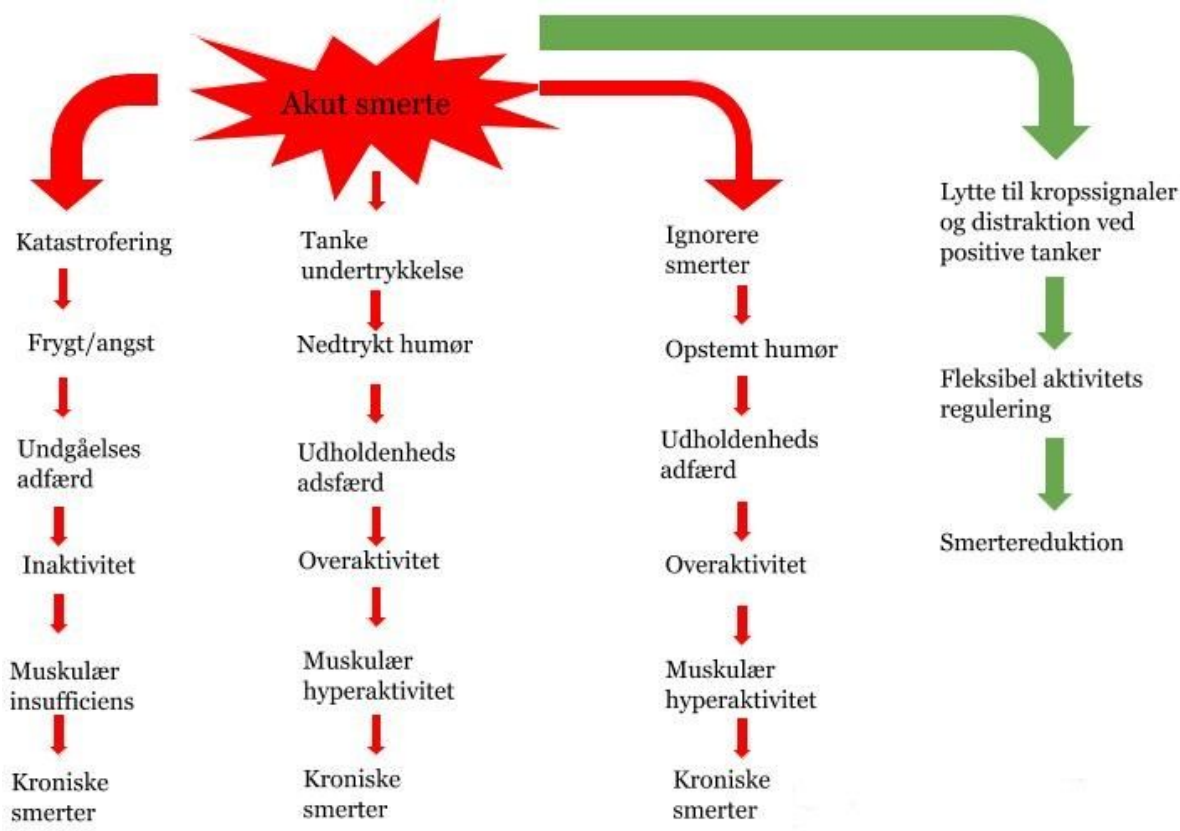 Akut smerte
Katastrofering
Frygt/angst
Undgåelses
adfærd
Inaktivitet
Muskulær
insufficiens
Kroniske
smerter
Tanke
undertrykkelse
Nedtrykt humør
Udholdenheds
adsfærd
Overaktivitet
Muskulær
hyperaktivitet
Kroniske
smerter
Ignorere
smerter
Opstemt humør
Udholdenheds
adfærd
Overaktivitet
Muskulær
hyperaktivitet
Kroniske
smerter
Lytte til kropssignaler
og distraktion ved
positive tanker
Fleksibel aktivitets
regulering
Smertereduktion